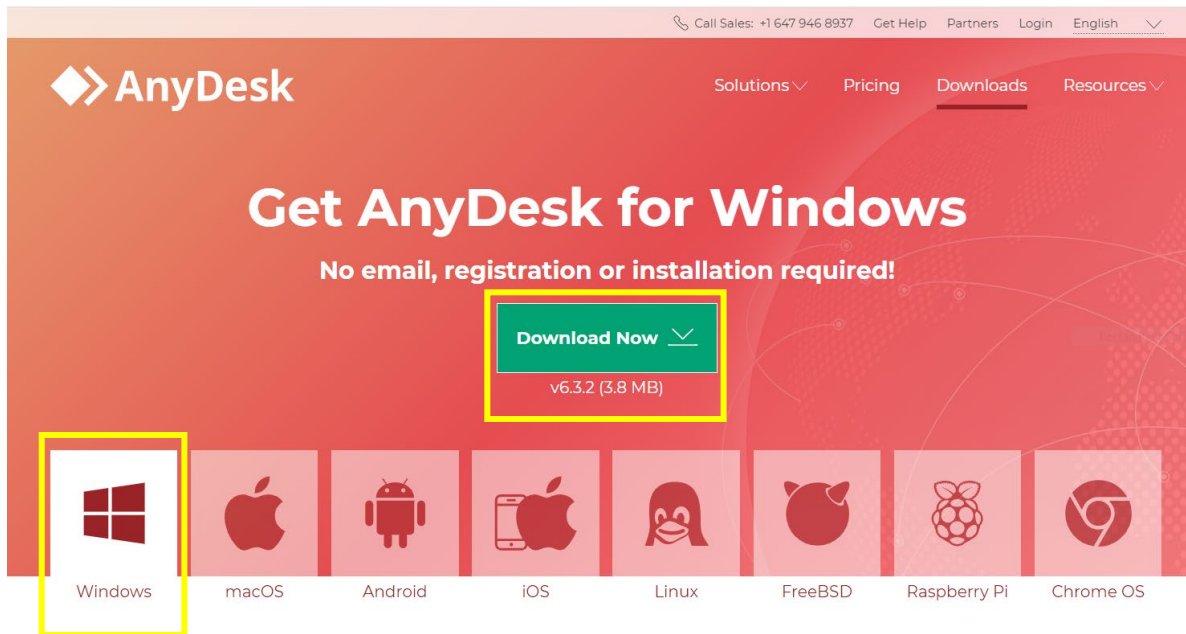 Call Sales: +1 647 946 8937 Get Help Partners Login English
AnyDesk
Solutions Pricing Downloads Resources
Get AnyDesk for Windows
No email, registration or installation required!
Download Now
v6.3.2 (3.8 MB)
Windows macOS Android iOS Linux FreeBSD Raspberry Pi Chrome OS